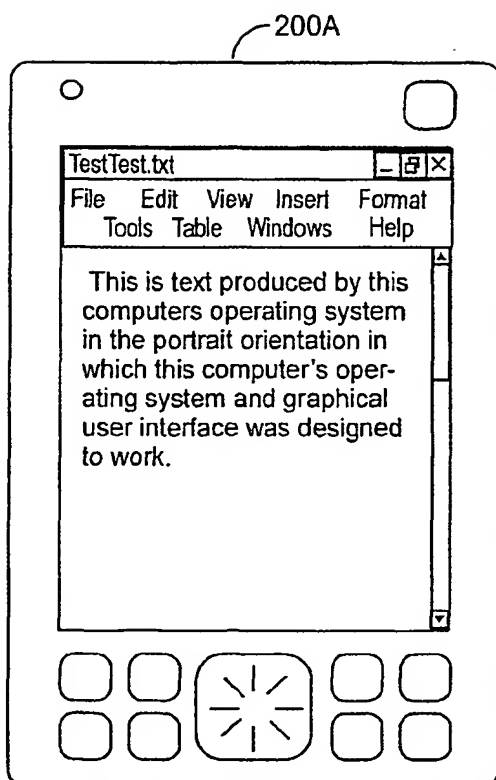 200A
TestTest.txt
File Edit View Insert Format
Tools Table Windows Help
This is text produced by this
computers operating system
in the portrait orientation in
which this computer's oper-
ating system and graphical
user interface was designed
to work.